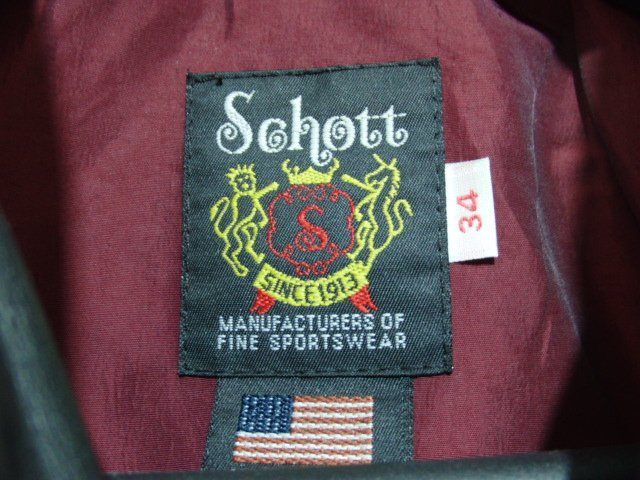 Schott
S
SINCE 1913
MANUFACTURERS OF
FINE SPORTSWEAR
34